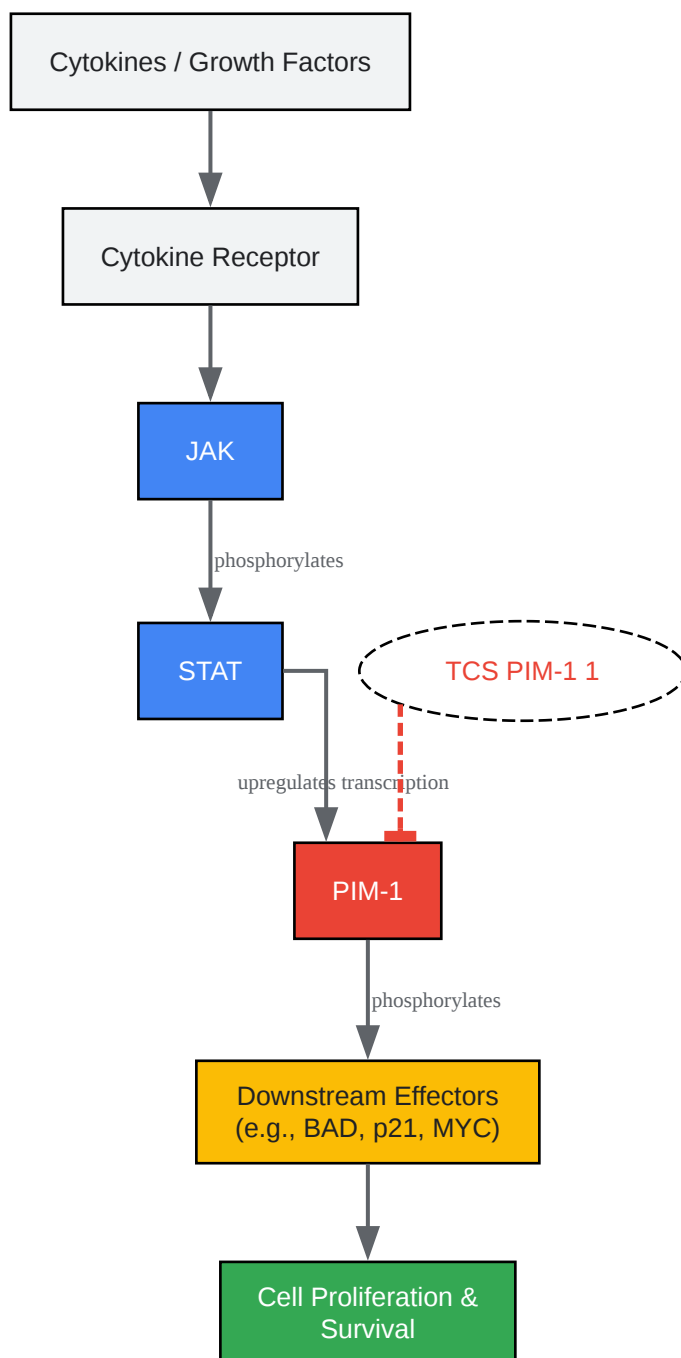 Cytokines / Growth Factors
Cytokine Receptor
JAK
phosphorylates
STAT
TCS PIM-1 1
upregulates transcription
PIM-1
phosphorylates
Downstream Effectors
(e.g., BAD, p21, MYC)
Cell Proliferation &
Survival